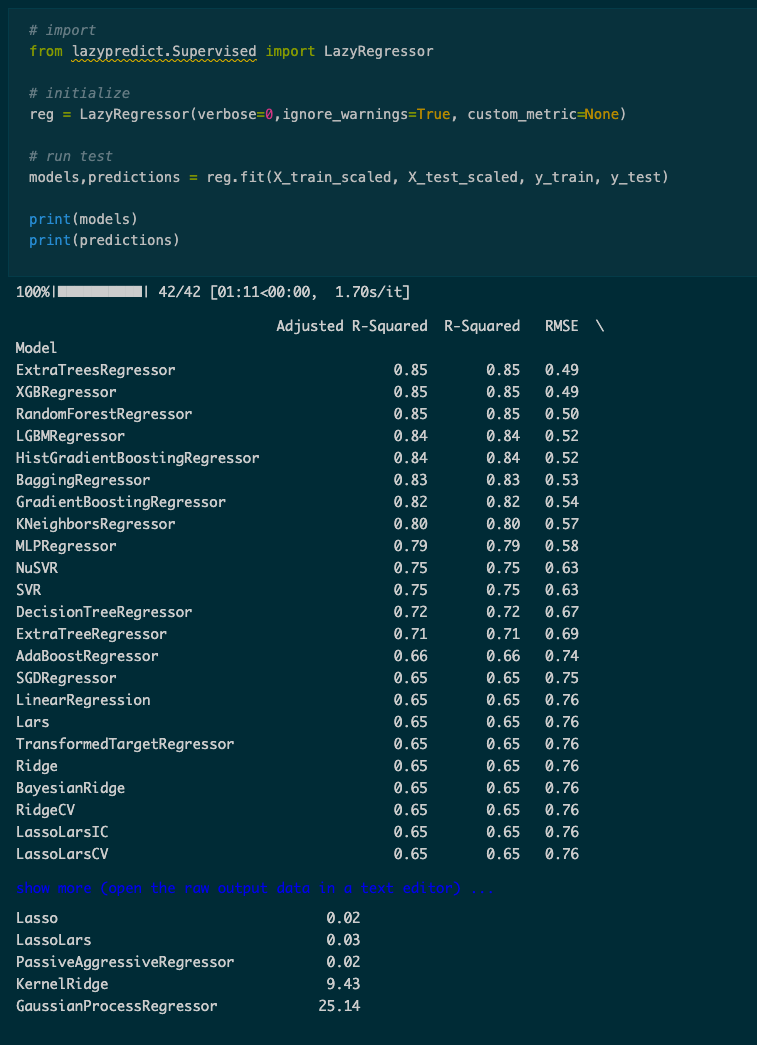 # import
from lazypredict.Supervised import LazyRegressor
# initialize
reg = LazyRegressor(verbose=0,ignore_warnings=True, custom_metric=None)
# run test
models,predictions = reg.fit(X_train_scaled, X_test_scaled, y_train, y_test)
print(models)
print(predictions)
100%|██████████| 42/42 [01:11<00:00,  1.70s/it]
Adjusted R-Squared  R-Squared  RMSE  \
Model
ExtraTreesRegressor 0.85 0.85 0.49
XGBRegressor 0.85 0.85 0.49
RandomForestRegressor 0.85 0.85 0.50
LGBMRegressor 0.84 0.84 0.52
HistGradientBoostingRegressor 0.84 0.84 0.52
BaggingRegressor 0.83 0.83 0.53
GradientBoostingRegressor 0.82 0.82 0.54
KNeighborsRegressor 0.80 0.80 0.57
MLPRegressor 0.79 0.79 0.58
NuSVR 0.75 0.75 0.63
SVR 0.75 0.75 0.63
DecisionTreeRegressor 0.72 0.72 0.67
ExtraTreeRegressor 0.71 0.71 0.69
AdaBoostRegressor 0.66 0.66 0.74
SGDRegressor 0.65 0.65 0.75
LinearRegression 0.65 0.65 0.76
Lars 0.65 0.65 0.76
TransformedTargetRegressor 0.65 0.65 0.76
Ridge 0.65 0.65 0.76
BayesianRidge 0.65 0.65 0.76
RidgeCV 0.65 0.65 0.76
LassoLarsIC 0.65 0.65 0.76
LassoLarsCV 0.65 0.65 0.76
show more (open the raw output data in a text editor) ...
Lasso 0.02
LassoLars 0.03
PassiveAggressiveRegressor 0.02
KernelRidge 9.43
GaussianProcessRegressor 25.14